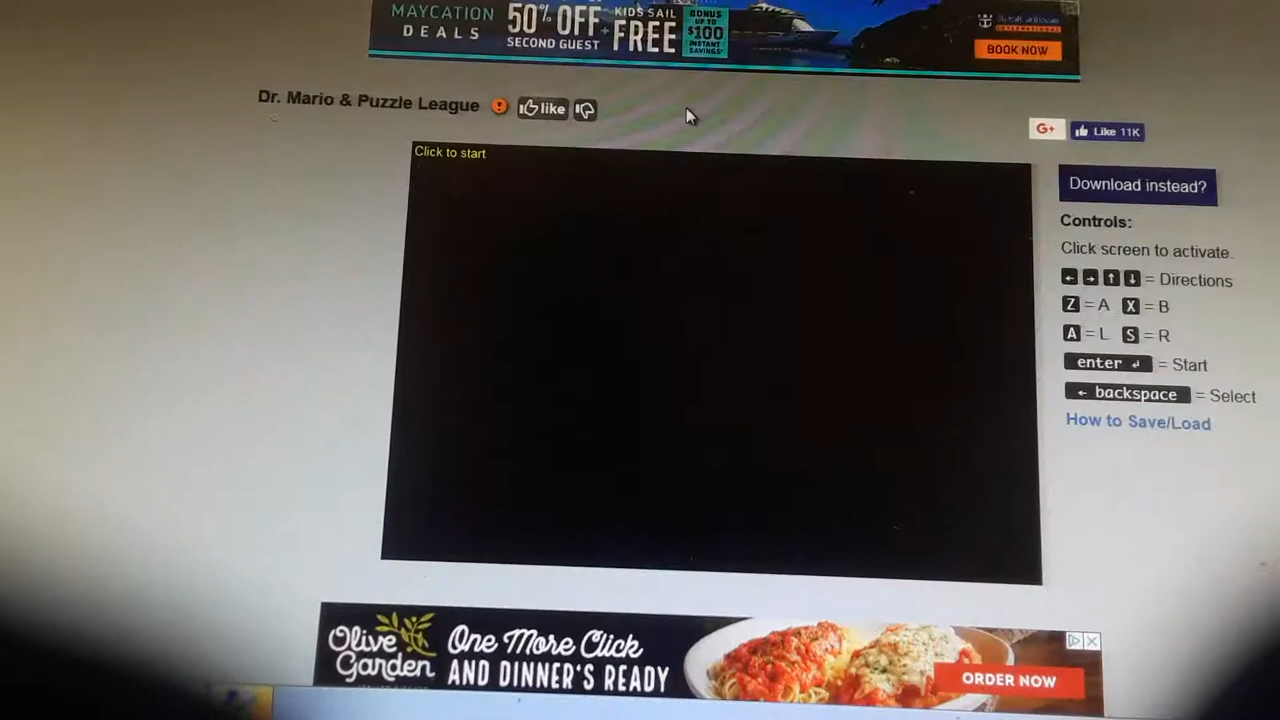 MAYCATION
DEALS
50% OFF
SECOND GUEST
+
KIDS SAIL
FREE
BONUS
UP TO
$100
INSTANT
SAVINGS*
INTERNATIONAL
BOOK NOW
Dr. Mario & Puzzle League
like
G+
Like 11K
Click to start
Download instead?
Controls:
Click screen to activate.
← → ↑ ↓ = Directions
Z = A X = B
A = L S = R
enter ↲ = Start
← backspace = Select
How to Save/Load
Olive
Garden
One More Click
AND DINNER'S READY
ORDER NOW